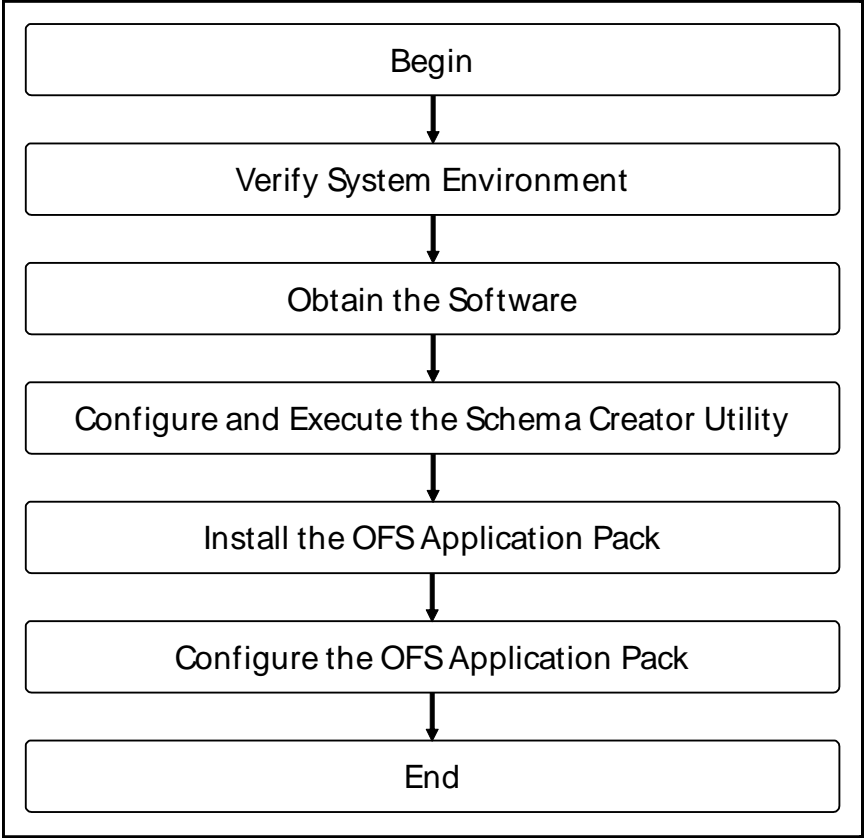 Begin
Verify System Environment
Obtain the Software
Configure and Execute the Schema Creator Utility
Install the OFS Application Pack
Configure the OFS Application Pack
End